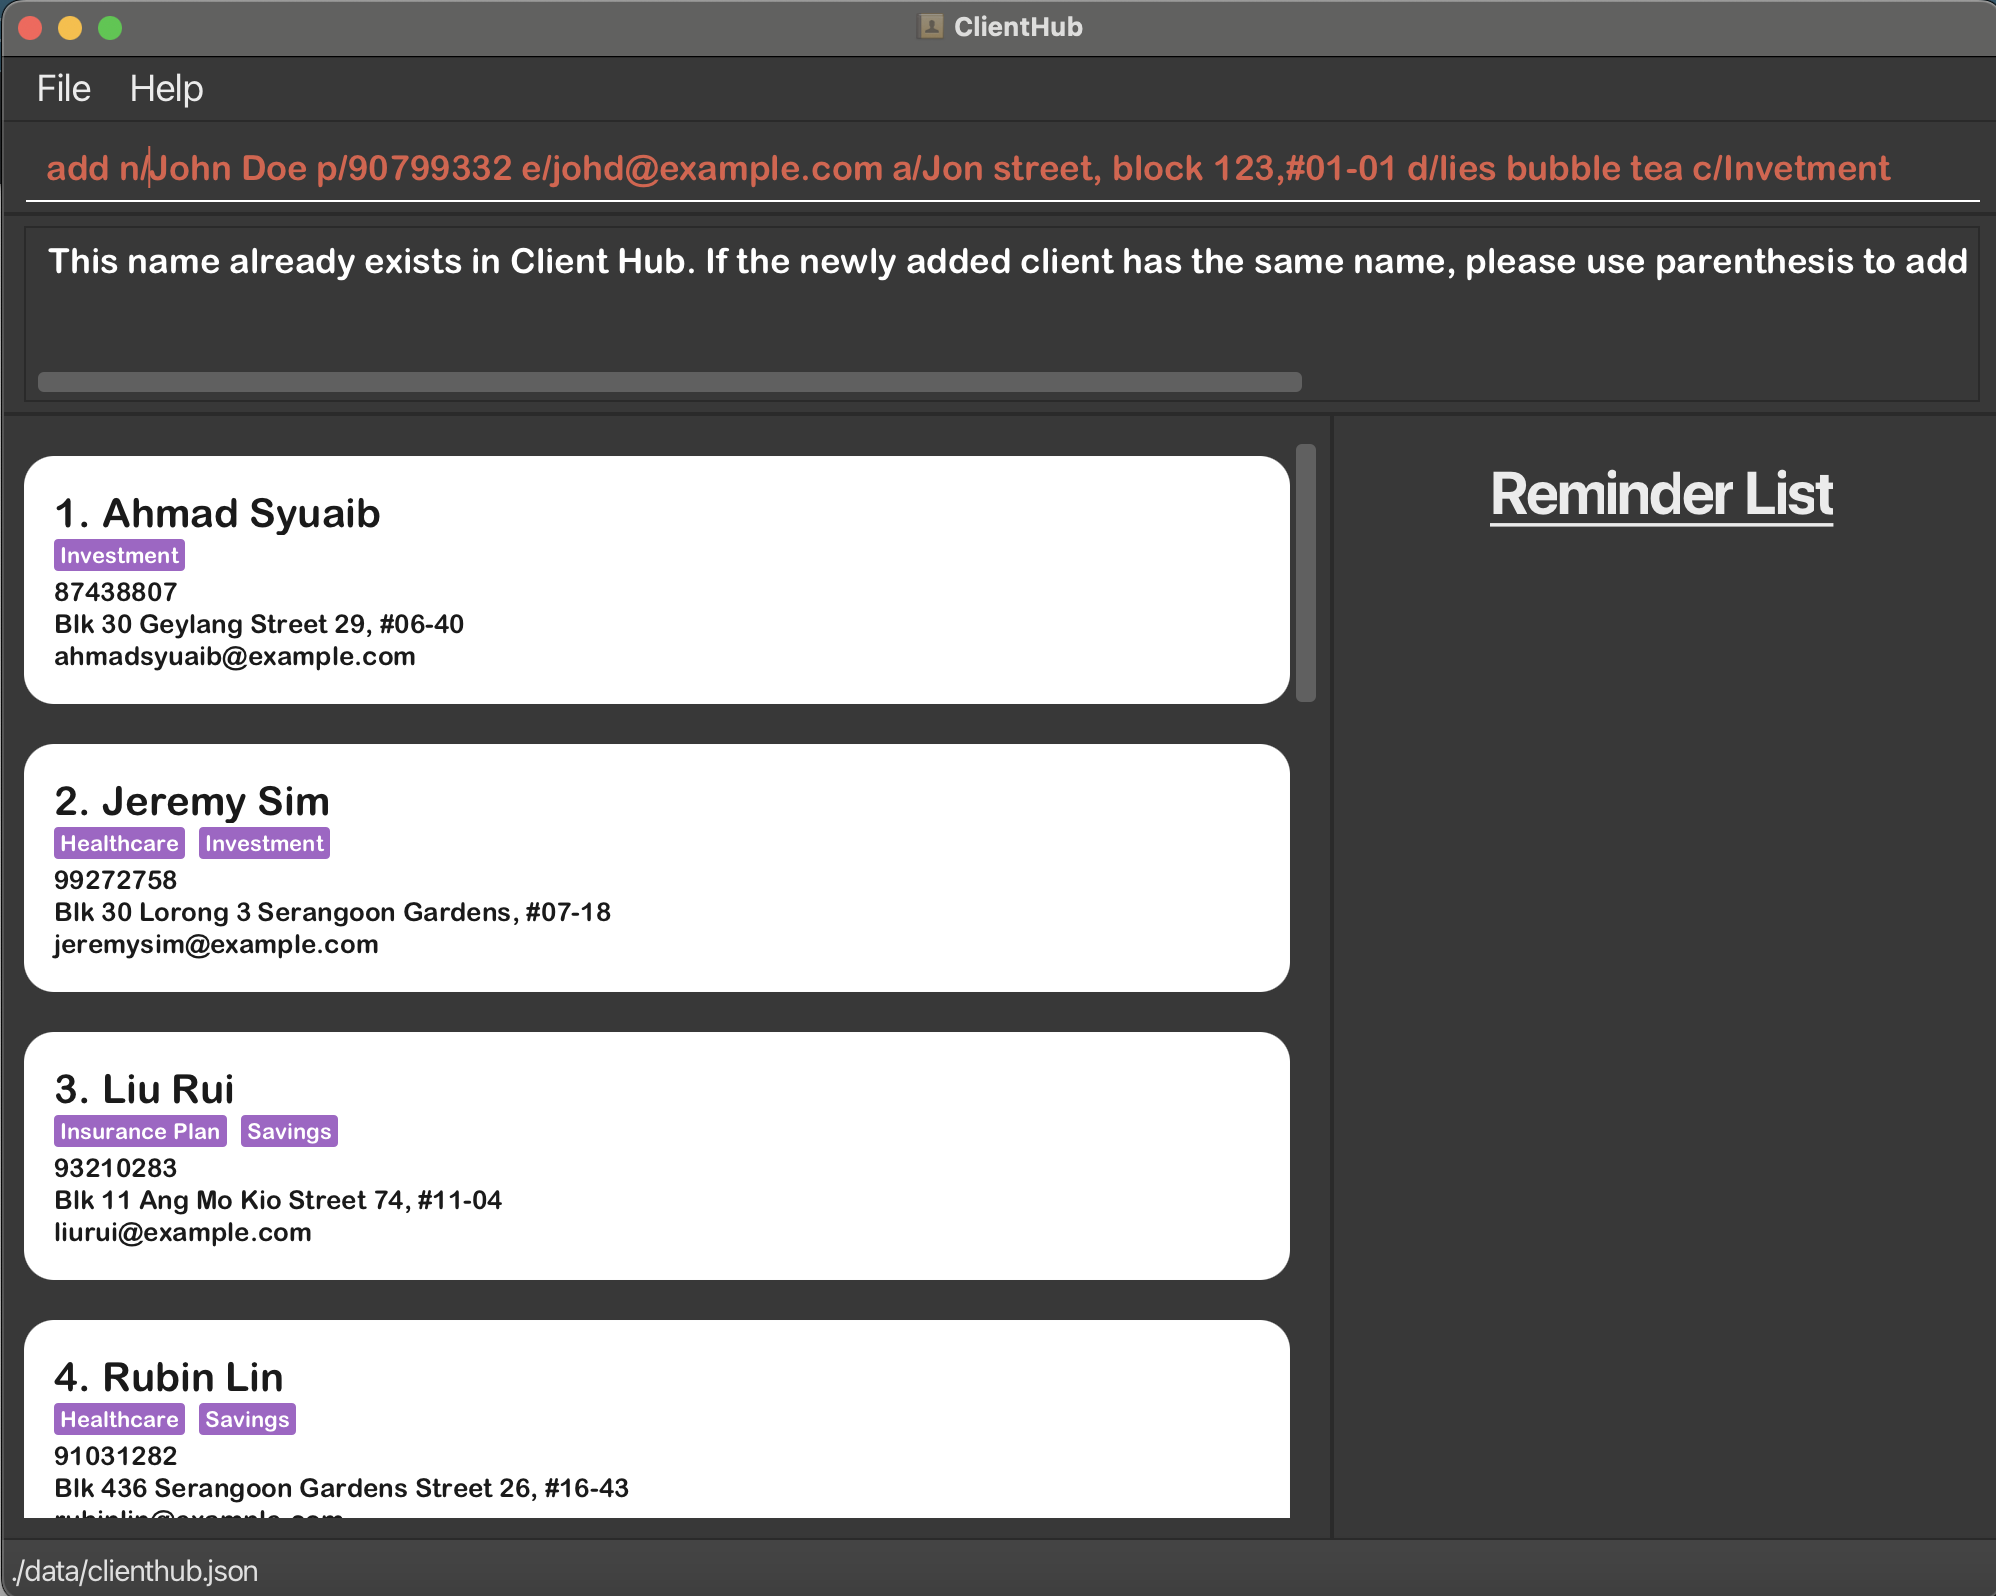 ClientHub
File Help
add n/John Doe p/90799332 e/johd@example.com a/Jon street, block 123,#01-01 d/lies bubble tea c/Invetment
This name already exists in Client Hub. If the newly added client has the same name, please use parenthesis to add
1. Ahmad Syuaib
Investment
87438807
Blk 30 Geylang Street 29, #06-40
ahmadsyuaib@example.com
2. Jeremy Sim
Healthcare Investment
99272758
Blk 30 Lorong 3 Serangoon Gardens, #07-18
jeremysim@example.com
3. Liu Rui
Insurance Plan Savings
93210283
Blk 11 Ang Mo Kio Street 74, #11-04
liurui@example.com
4. Rubin Lin
Healthcare Savings
91031282
Blk 436 Serangoon Gardens Street 26, #16-43
rubinlin@example.com
Reminder List
./data/clienthub.json